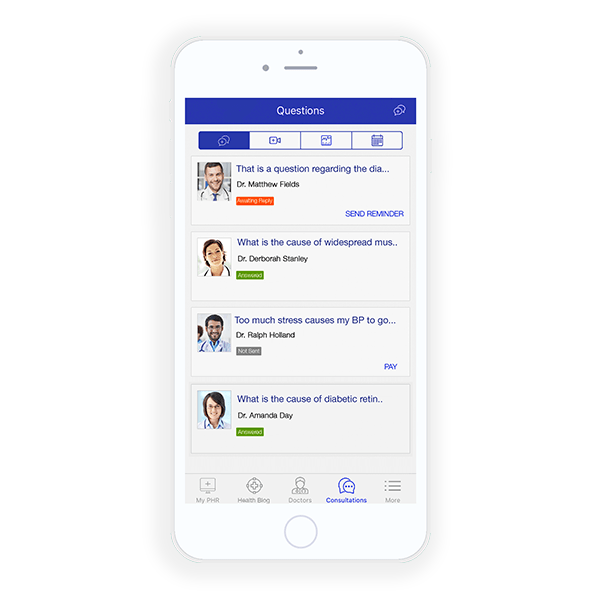 Questions
That is a question regarding the dia...
Dr. Matthew Fields
Awaiting Reply
SEND REMINDER
What is the cause of widespread mus..
Dr. Derborah Stanley
Answered
Too much stress causes my BP to go...
Dr. Ralph Holland
Not Sent
PAY
What is the cause of diabetic retin..
Dr. Amanda Day
Answered
My PHR Health Blog Doctors Consultations More